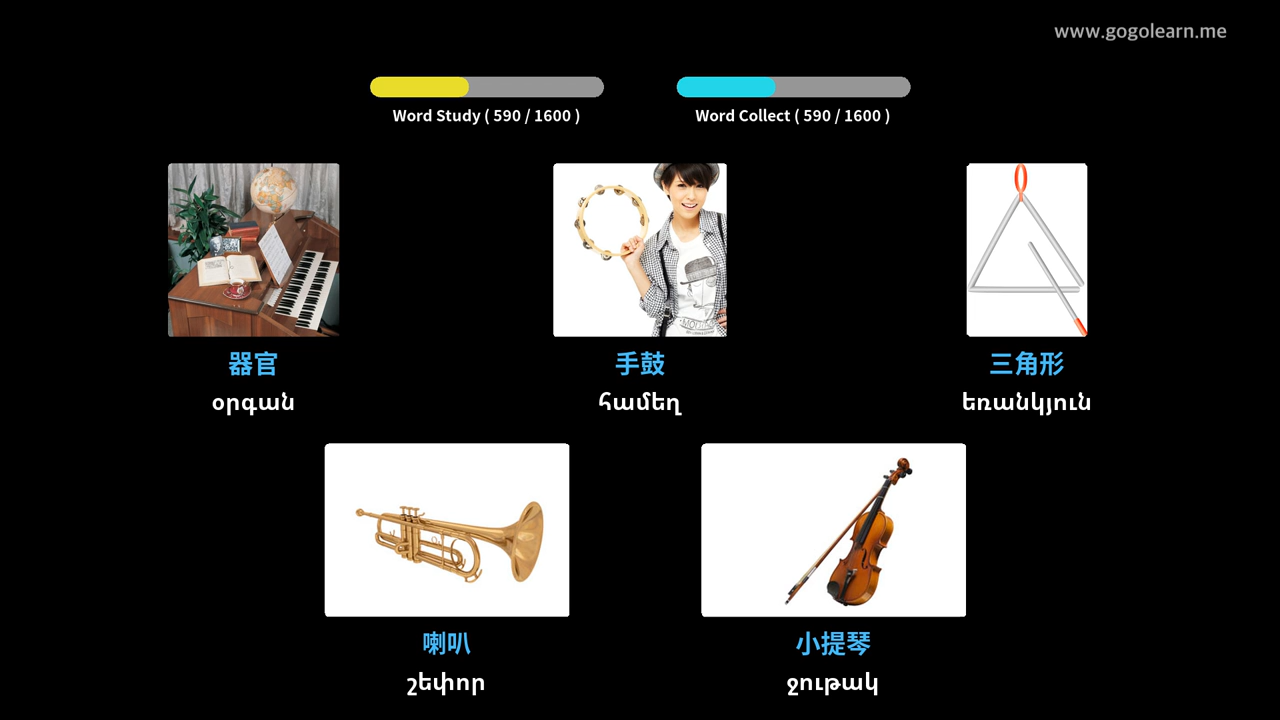 www.gogolearn.me
Word Study ( 590 / 1600 )
Word Collect ( 590 / 1600 )
器官
手鼓
三角形
օրգան
համեղ
եռանկյուն
喇叭
小提琴
շեփոր
ջութակ